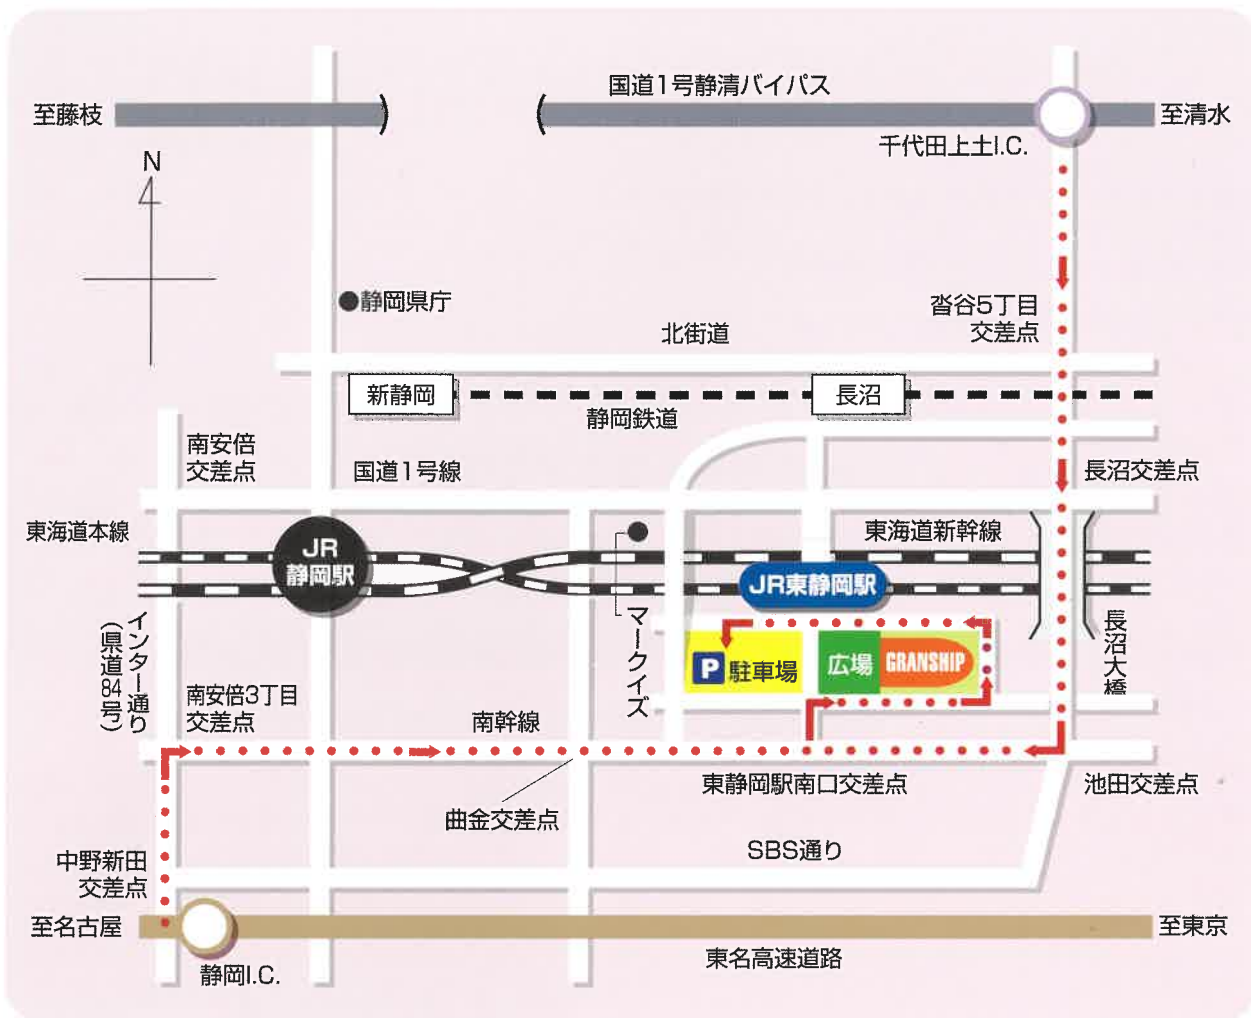 国道1号静清バイパス
至藤枝
至清水
千代田上土I.C.
N
静岡県庁
沓谷5丁目
交差点
北街道
新静岡
長沼
静岡鉄道
南安倍
交差点
国道1号線
長沼交差点
東海道本線
東海道新幹線
JR
静岡駅
JR東静岡駅
インター通り
（県道84号）
マークイズ
P 駐車場
広場
GRANSHIP
長沼大橋
南安倍3丁目
交差点
南幹線
東静岡駅南口交差点
池田交差点
曲金交差点
SBS通り
中野新田
交差点
至名古屋
至東京
東名高速道路
静岡I.C.